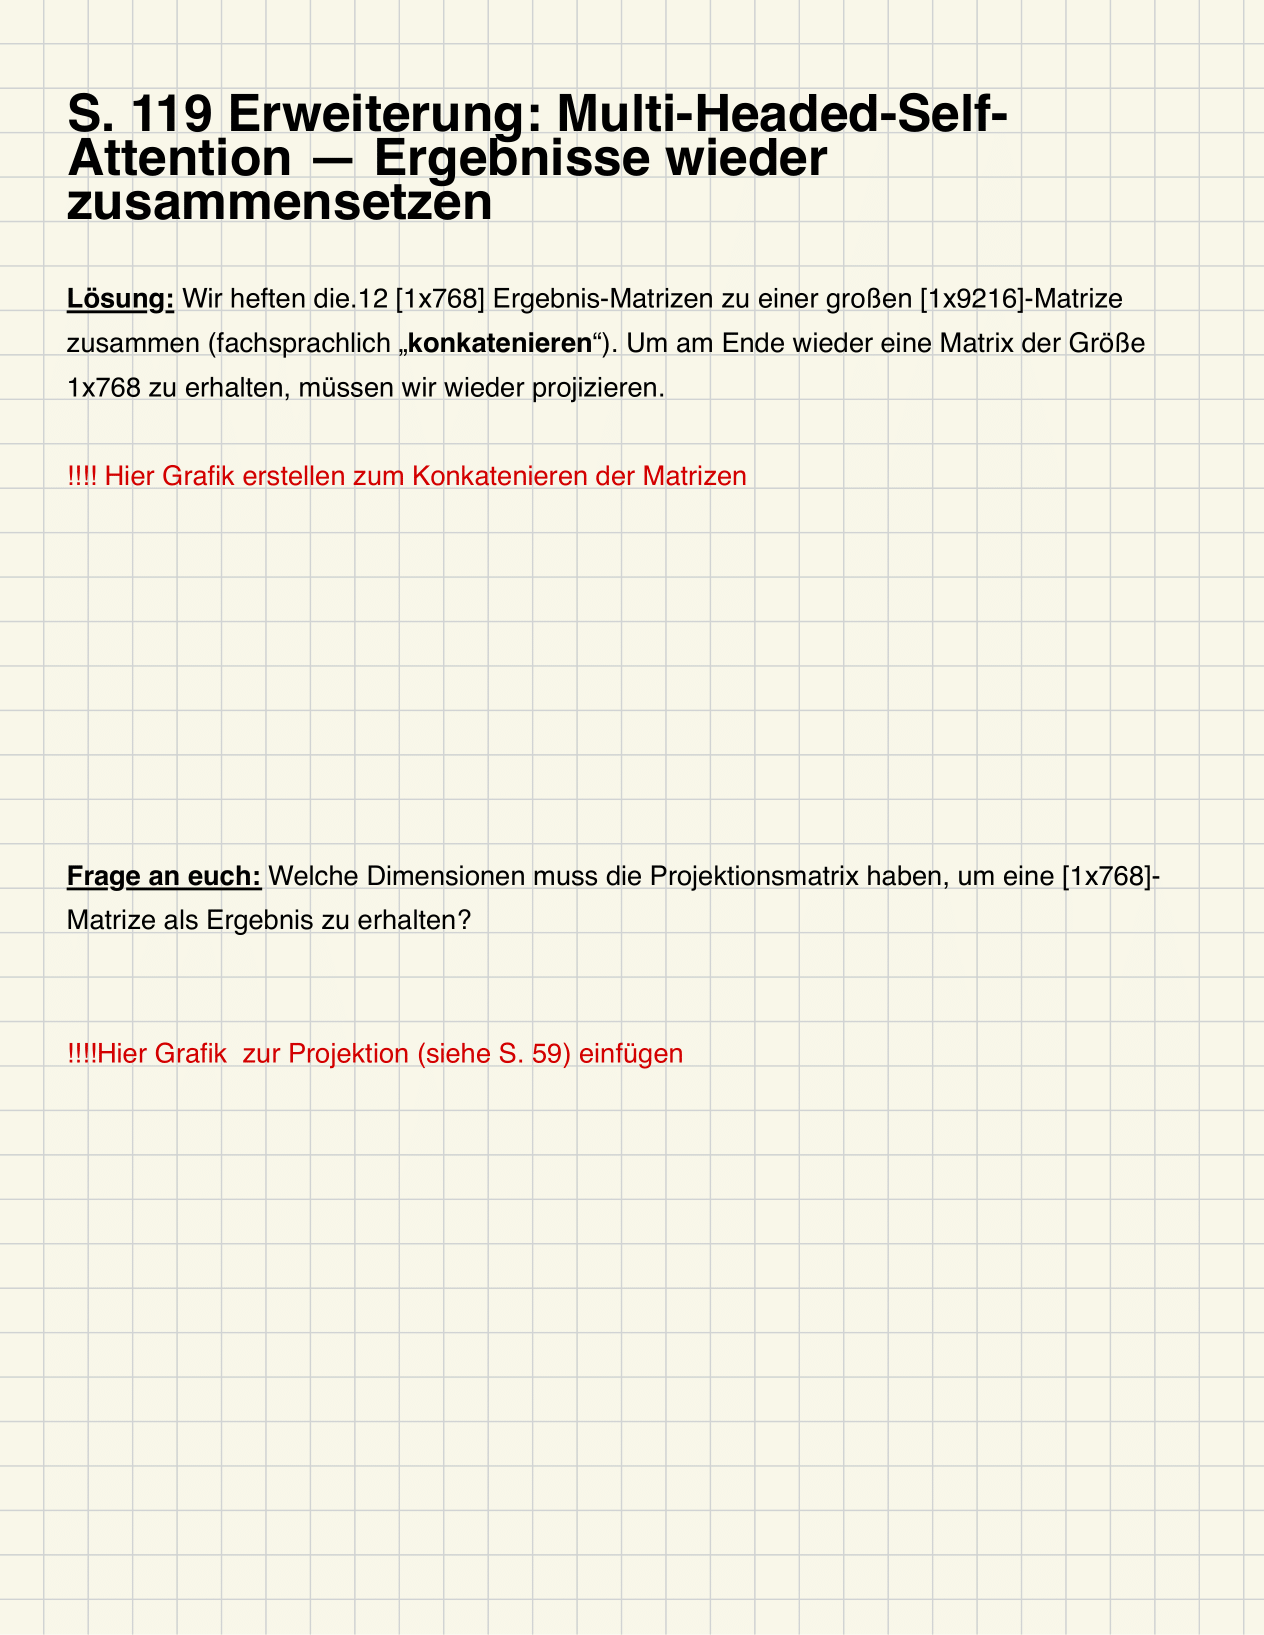 S. 119 Erweiterung: Multi-Headed-Self-
Attention — Ergebnisse wieder
zusammensetzen
Lösung: Wir heften die.12 [1x768] Ergebnis-Matrizen zu einer großen [1x9216]-Matrize
zusammen (fachsprachlich „konkatenieren“). Um am Ende wieder eine Matrix der Größe
1x768 zu erhalten, müssen wir wieder projizieren.
!!!! Hier Grafik erstellen zum Konkatenieren der Matrizen
Frage an euch: Welche Dimensionen muss die Projektionsmatrix haben, um eine [1x768]-
Matrize als Ergebnis zu erhalten?
!!!!Hier Grafik  zur Projektion (siehe S. 59) einfügen